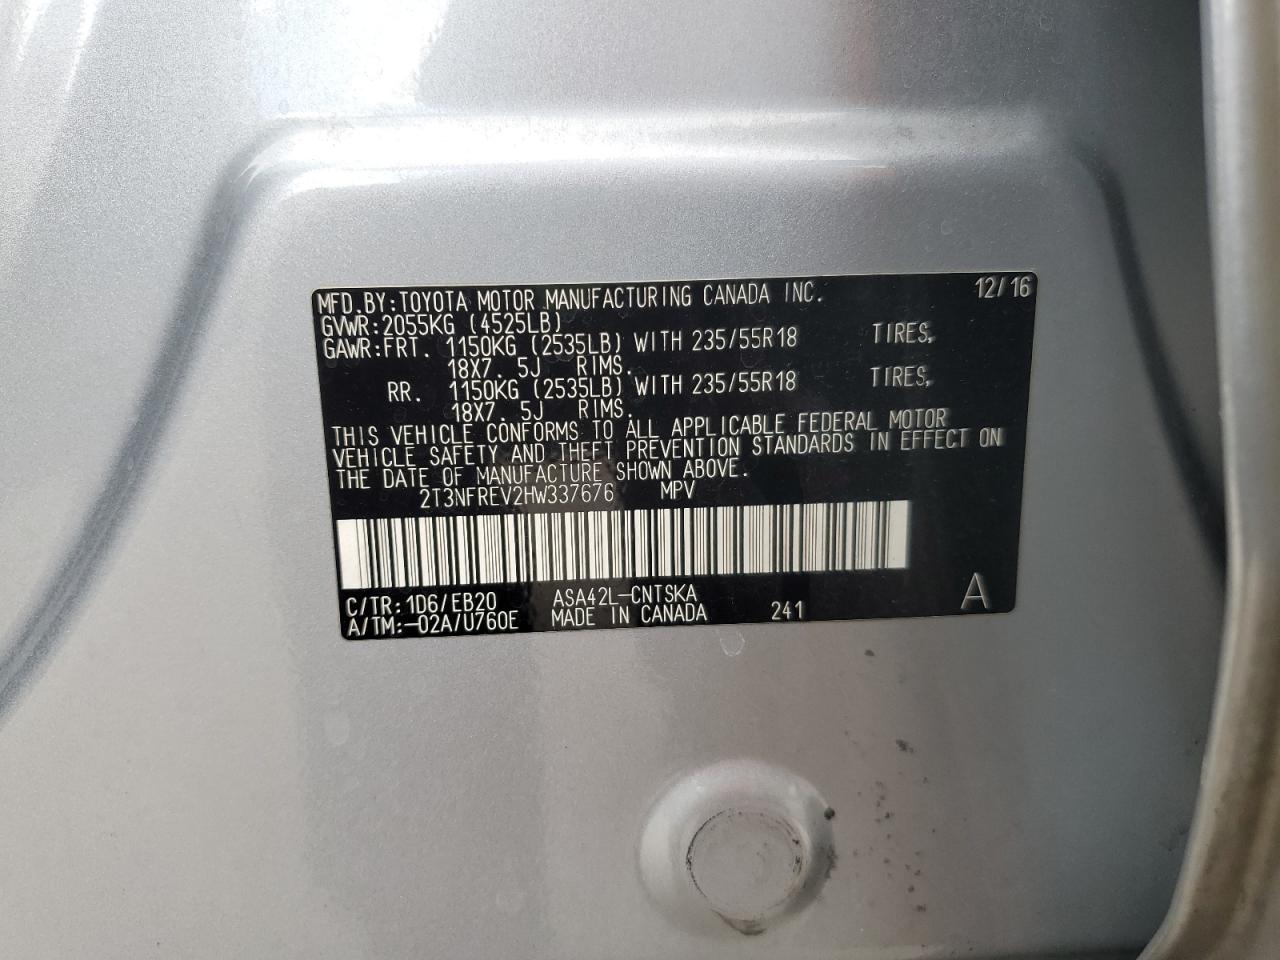 MFD.BY:TOYOTA MOTOR MANUFACTURING CANADA INC. 12/16
GVWR:2055KG (4525LB)
GAWR:FRT. 1150KG (2535LB) WITH 235/55R18 TIRES,
18X7.5J RIMS.
RR. 1150KG (2535LB) WITH 235/55R18 TIRES,
18X7.5J RIMS.
THIS VEHICLE CONFORMS TO ALL APPLICABLE FEDERAL MOTOR
VEHICLE SAFETY AND THEFT PREVENTION STANDARDS IN EFFECT ON
THE DATE OF MANUFACTURE SHOWN ABOVE.
2T3NFREV2HW337676 MPV
C/TR:1D6/EB20 ASA42L-CNTSKA A
A/TM:-02A/U760E MADE IN CANADA 241